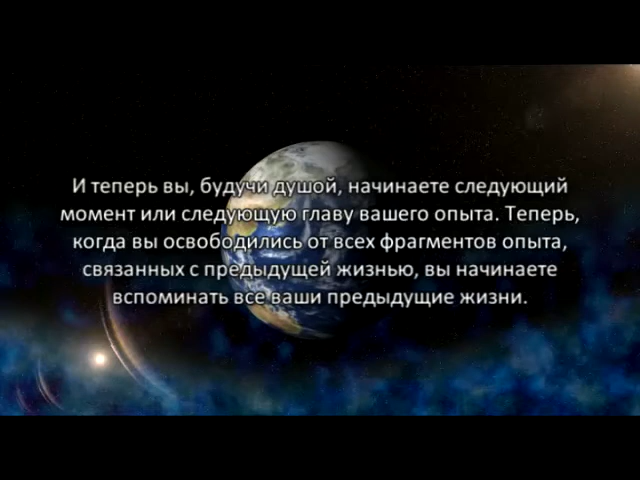 И теперь вы, будучи душой, начинаете следующий
момент или следующую главу вашего опыта. Теперь,
когда вы освободились от всех фрагментов опыта,
связанных с предыдущей жизнью, вы начинаете
вспоминать все ваши предыдущие жизни.